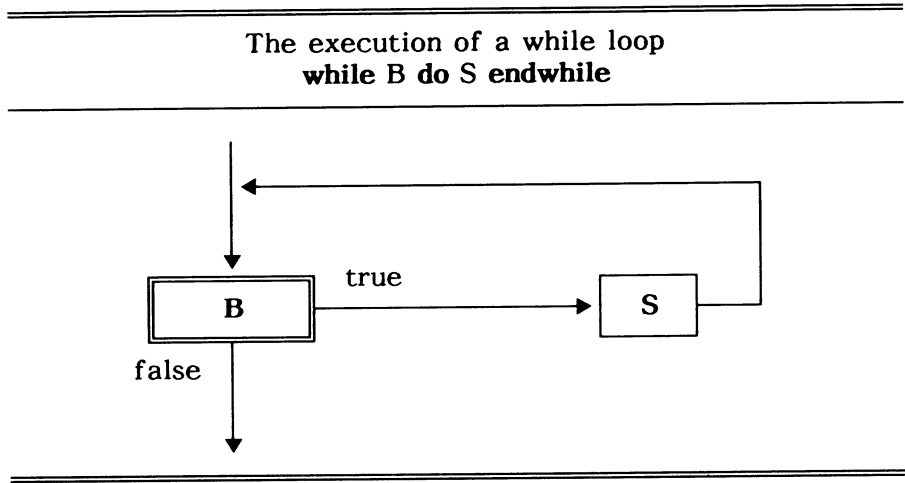 The execution of a while loop
while B do S endwhile
true
B
S
false